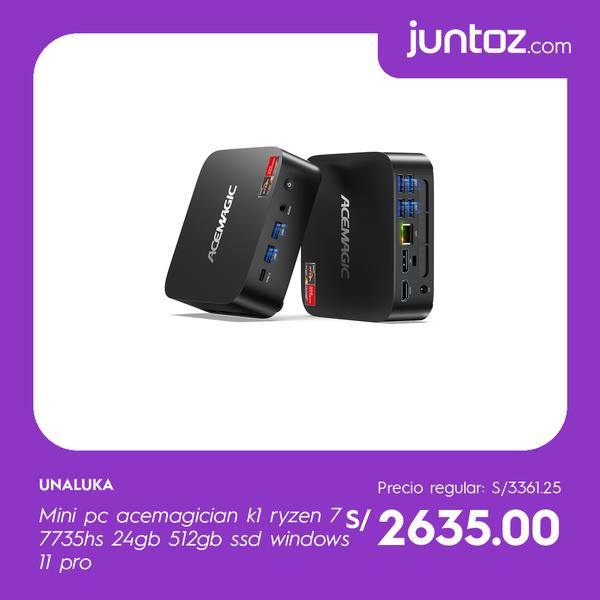 juntoz.com
ACEMAGIC
ACEMAGIC
UNALUKA
Precio regular: S/3361.25
Mini pc acemagician k1 ryzen 7
7735hs 24gb 512gb ssd windows
11 pro
S/ 2635.00